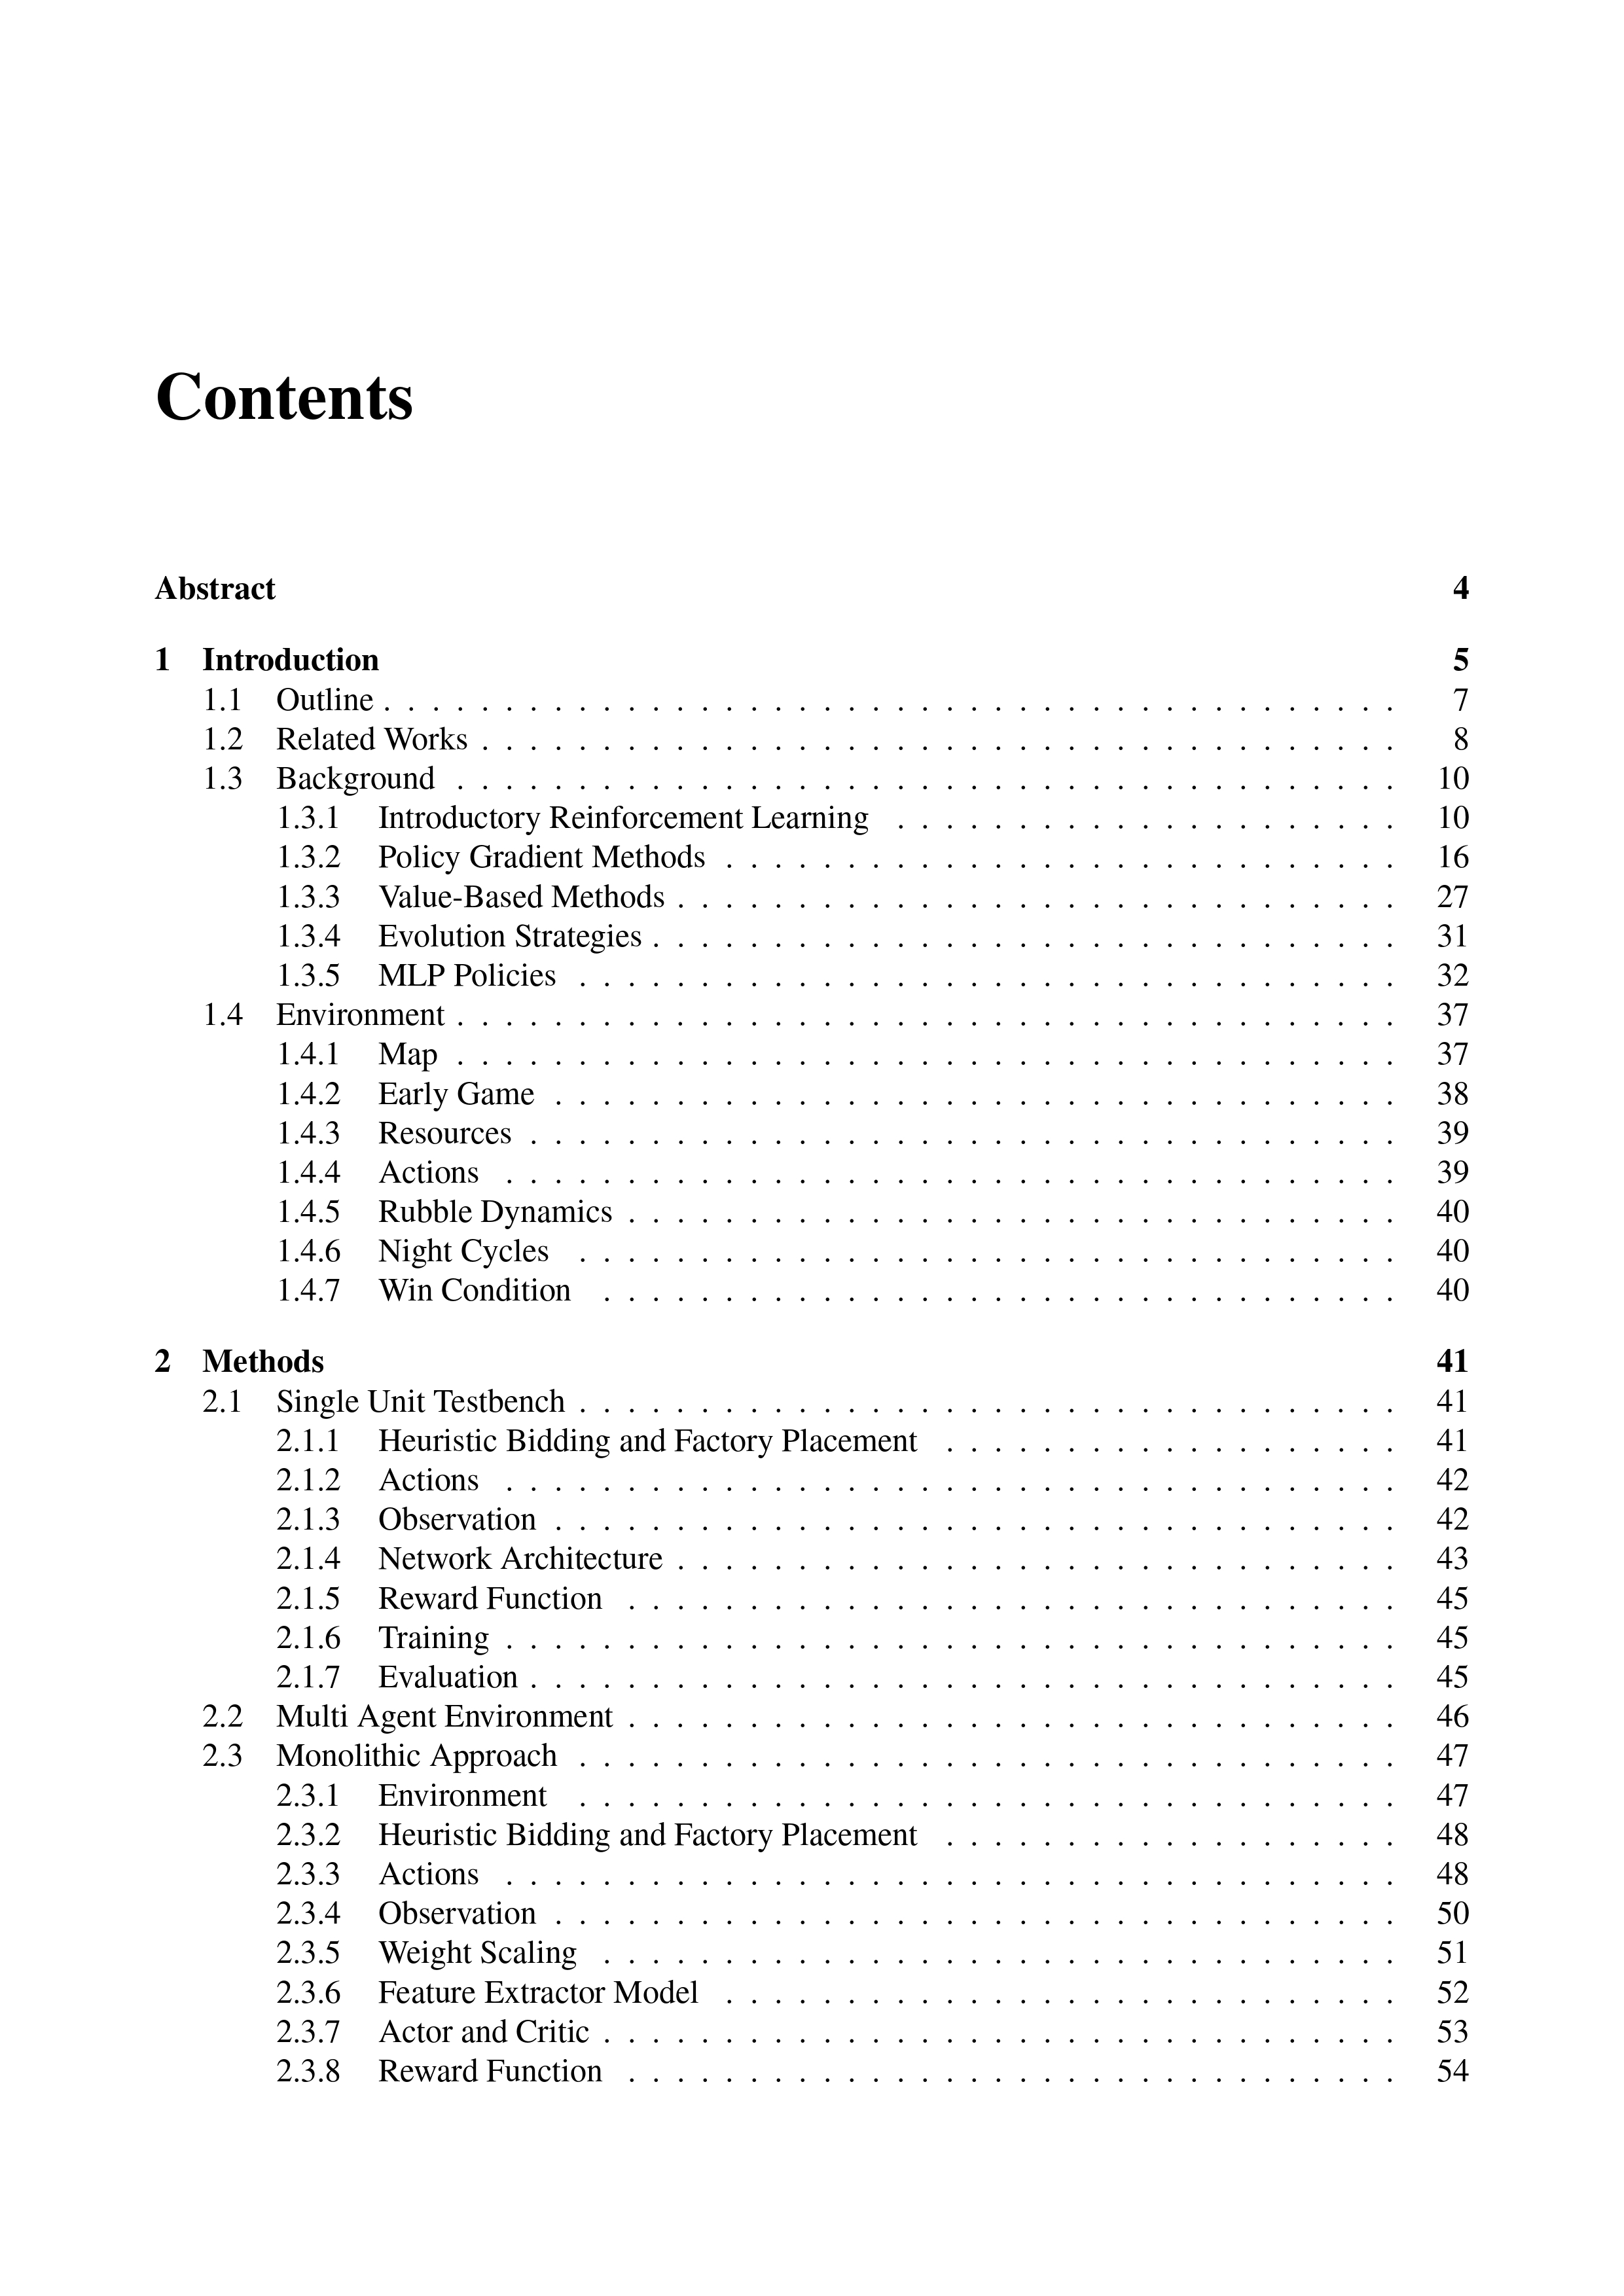 Contents
Abstract 4
1 Introduction 5
1.1 Outline . . . . . . . . . . . . . . . . . . . . . . . . . . . . . . . . . . . . . . . . . . 7
1.2 Related Works . . . . . . . . . . . . . . . . . . . . . . . . . . . . . . . . . . . . . . 8
1.3 Background . . . . . . . . . . . . . . . . . . . . . . . . . . . . . . . . . . . . . . . 10
1.3.1 Introductory Reinforcement Learning . . . . . . . . . . . . . . . . . . . . . 10
1.3.2 Policy Gradient Methods . . . . . . . . . . . . . . . . . . . . . . . . . . . . 16
1.3.3 Value-Based Methods . . . . . . . . . . . . . . . . . . . . . . . . . . . . . . 27
1.3.4 Evolution Strategies . . . . . . . . . . . . . . . . . . . . . . . . . . . . . . . 31
1.3.5 MLP Policies . . . . . . . . . . . . . . . . . . . . . . . . . . . . . . . . . . 32
1.4 Environment . . . . . . . . . . . . . . . . . . . . . . . . . . . . . . . . . . . . . . . 37
1.4.1 Map . . . . . . . . . . . . . . . . . . . . . . . . . . . . . . . . . . . . . . . 37
1.4.2 Early Game . . . . . . . . . . . . . . . . . . . . . . . . . . . . . . . . . . . 38
1.4.3 Resources . . . . . . . . . . . . . . . . . . . . . . . . . . . . . . . . . . . . 39
1.4.4 Actions . . . . . . . . . . . . . . . . . . . . . . . . . . . . . . . . . . . . . 39
1.4.5 Rubble Dynamics . . . . . . . . . . . . . . . . . . . . . . . . . . . . . . . . 40
1.4.6 Night Cycles . . . . . . . . . . . . . . . . . . . . . . . . . . . . . . . . . . 40
1.4.7 Win Condition . . . . . . . . . . . . . . . . . . . . . . . . . . . . . . . . . 40
2 Methods 41
2.1 Single Unit Testbench . . . . . . . . . . . . . . . . . . . . . . . . . . . . . . . . . . 41
2.1.1 Heuristic Bidding and Factory Placement . . . . . . . . . . . . . . . . . . . 41
2.1.2 Actions . . . . . . . . . . . . . . . . . . . . . . . . . . . . . . . . . . . . . 42
2.1.3 Observation . . . . . . . . . . . . . . . . . . . . . . . . . . . . . . . . . . . 42
2.1.4 Network Architecture . . . . . . . . . . . . . . . . . . . . . . . . . . . . . . 43
2.1.5 Reward Function . . . . . . . . . . . . . . . . . . . . . . . . . . . . . . . . 45
2.1.6 Training . . . . . . . . . . . . . . . . . . . . . . . . . . . . . . . . . . . . . 45
2.1.7 Evaluation . . . . . . . . . . . . . . . . . . . . . . . . . . . . . . . . . . . . 45
2.2 Multi Agent Environment . . . . . . . . . . . . . . . . . . . . . . . . . . . . . . . . 46
2.3 Monolithic Approach . . . . . . . . . . . . . . . . . . . . . . . . . . . . . . . . . . 47
2.3.1 Environment . . . . . . . . . . . . . . . . . . . . . . . . . . . . . . . . . . 47
2.3.2 Heuristic Bidding and Factory Placement . . . . . . . . . . . . . . . . . . . 48
2.3.3 Actions . . . . . . . . . . . . . . . . . . . . . . . . . . . . . . . . . . . . . 48
2.3.4 Observation . . . . . . . . . . . . . . . . . . . . . . . . . . . . . . . . . . . 50
2.3.5 Weight Scaling . . . . . . . . . . . . . . . . . . . . . . . . . . . . . . . . . 51
2.3.6 Feature Extractor Model . . . . . . . . . . . . . . . . . . . . . . . . . . . . 52
2.3.7 Actor and Critic . . . . . . . . . . . . . . . . . . . . . . . . . . . . . . . . . 53
2.3.8 Reward Function . . . . . . . . . . . . . . . . . . . . . . . . . . . . . . . . 54